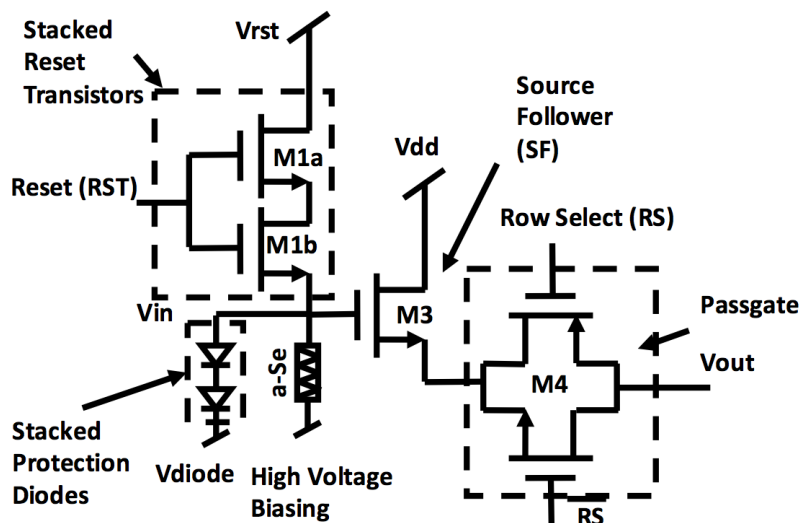 Stacked
Reset
Transistors
Vrst
Source
Follower
(SF)
Vdd
M1a
Reset (RST)
Row Select (RS)
M1b
Vin
M3
Passgate
Vout
a-Se
M4
Stacked
Protection
Diodes
Vdiode
High Voltage
Biasing
RS